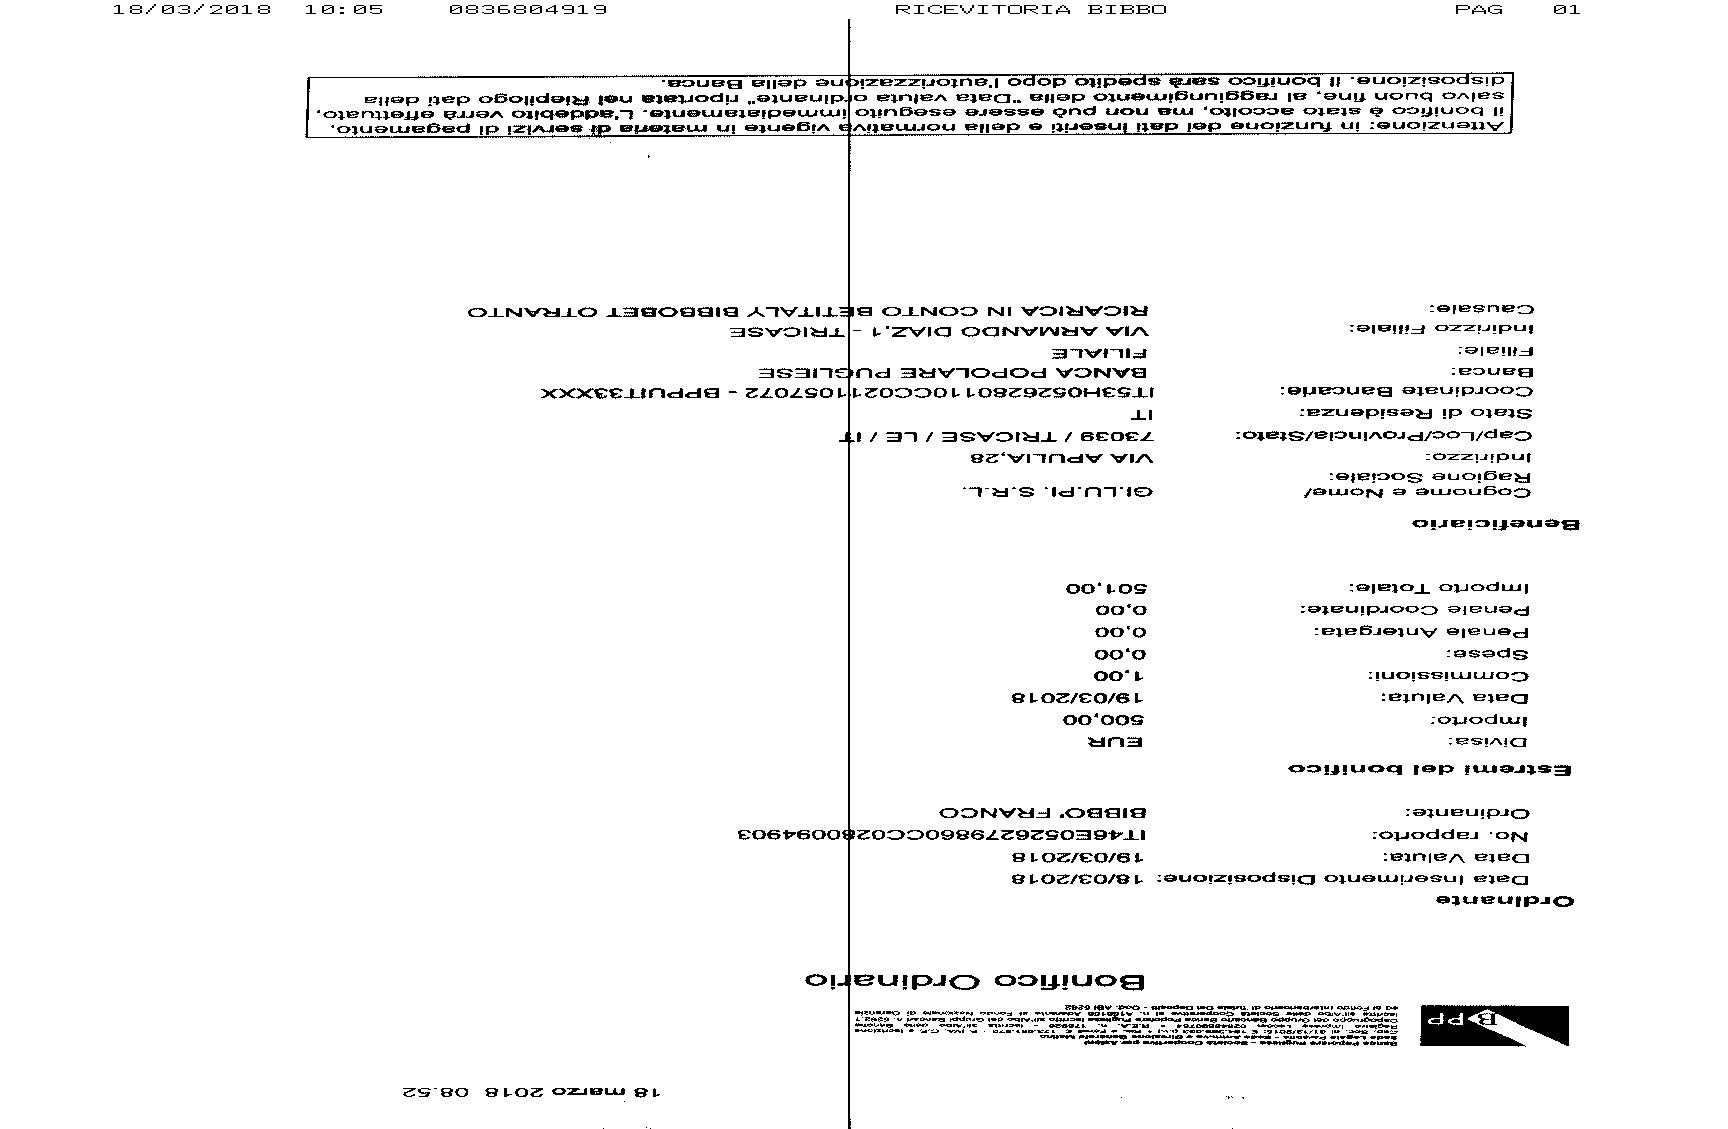 18/03/2018 10:05 0836804919 RICEVITORIA BIBBO PAG 01
18 marzo 2018 08.52
BPP
Banca Popolare Pugliese - Società Cooperativa per Azioni
Bonifico Ordinario
Ordinante
Data Inserimento Disposizione: 18/03/2018
Data Valuta: 19/03/2018
No. rapporto: IT46E0526279860CC0280094903
Ordinante: BIBBO' FRANCO
Estremi del bonifico
Divisa: EUR
Importo: 500,00
Data Valuta: 19/03/2018
Commissioni: 1,00
Spese: 0,00
Penale Antergata: 0,00
Penale Coordinate: 0,00
Importo Totale: 501,00
Beneficiario
Cognome e Nome/ GI.LU.PI. S.R.L.
Ragione Sociale:
Indirizzo: VIA APULIA,28
Cap/Loc/Provincia/Stato: 73039 / TRICASE / LE / IT
Stato di Residenza: IT
Coordinate Bancarie: IT53H0526280110CC0211057072 - BPPUIT33XXX
Banca: BANCA POPOLARE PUGLIESE
Filiale: FILIALE
Indirizzo Filiale: VIA ARMANDO DIAZ,1 - TRICASE
Causale: RICARICA IN CONTO BETITALY BIBBOBET OTRANTO
Attenzione: in funzione dei dati inseriti e della normativa vigente in materia di servizi di pagamento,
il bonifico è stato accolto, ma non può essere eseguito immediatamente. L'addebito verrà effettuato,
salvo buon fine, al raggiungimento della "Data valuta ordinante" riportata nel Riepilogo dati della
disposizione. Il bonifico sarà spedito dopo l'autorizzazione della Banca.